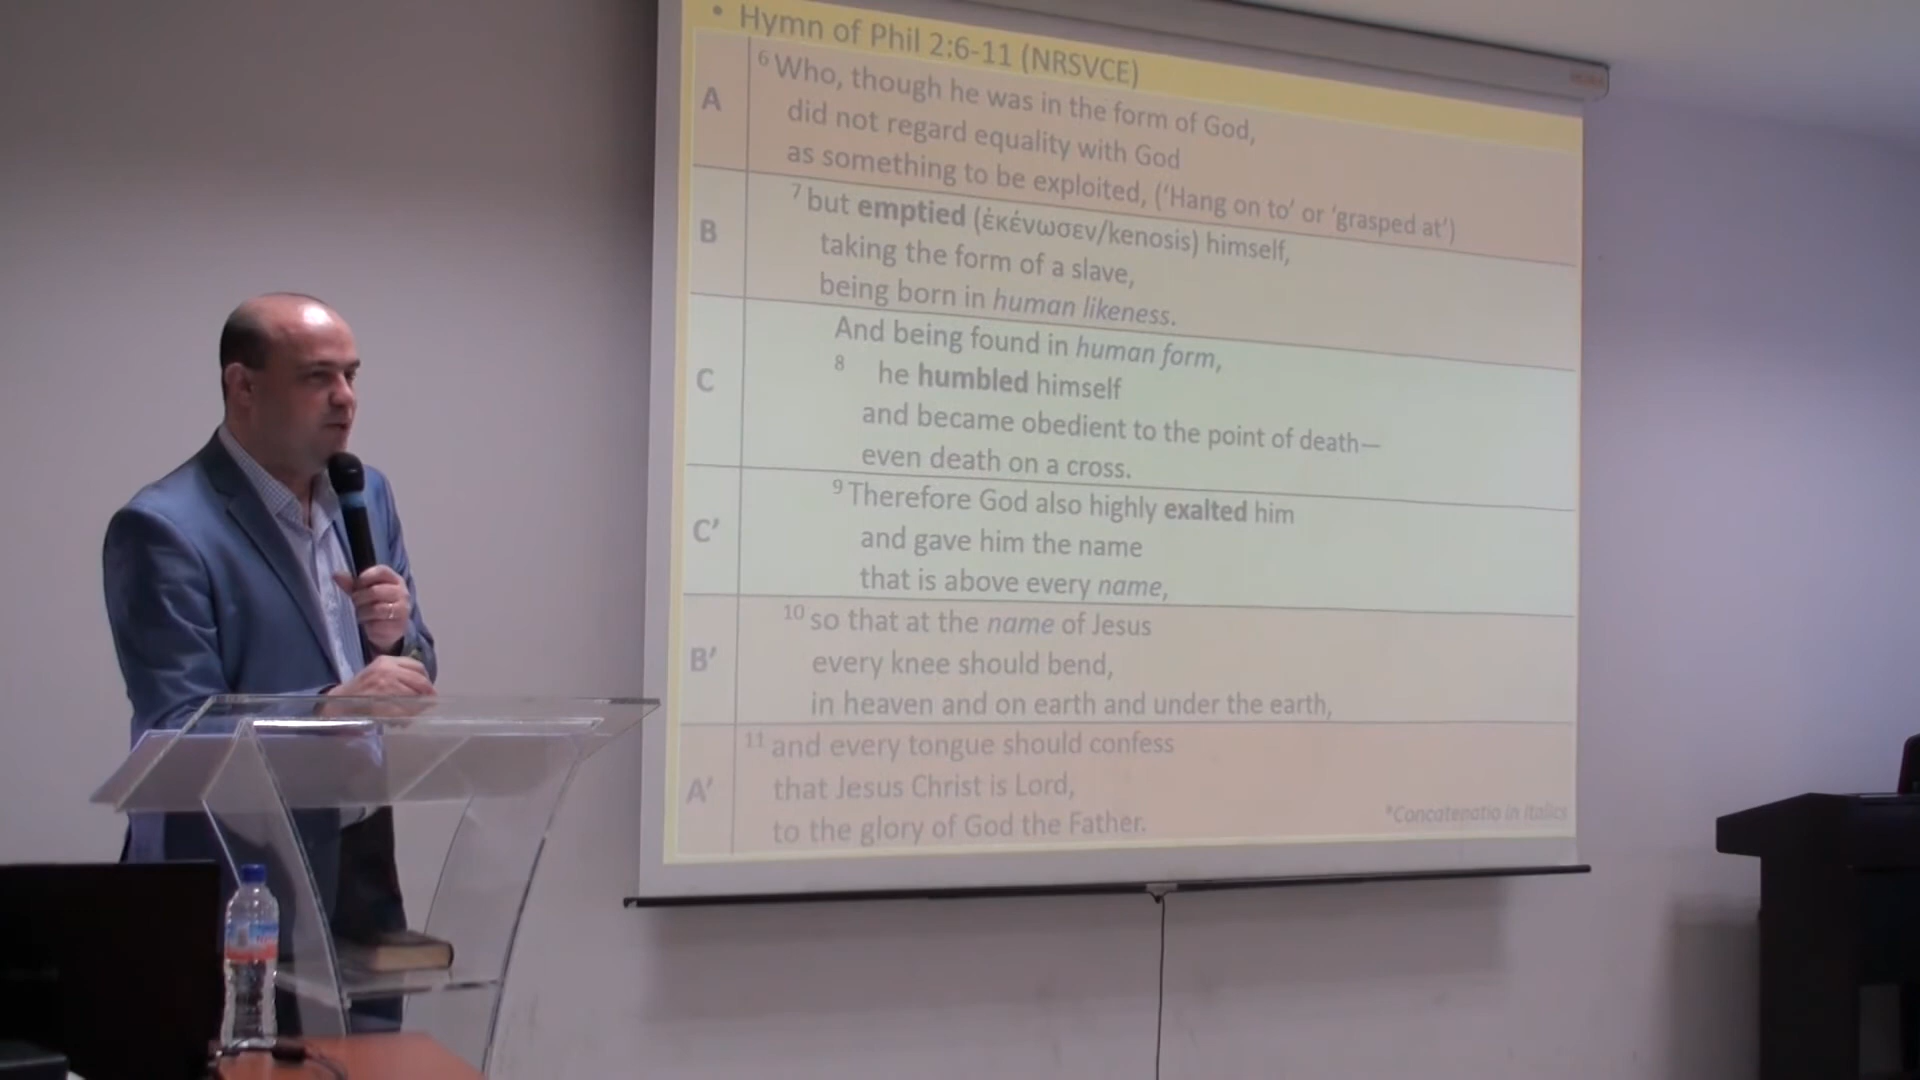 • Hymn of Phil 2:6-11 (NRSVCE)
A
6 Who, though he was in the form of God,
did not regard equality with God
as something to be exploited, ('Hang on to' or 'grasped at')
B
7 but emptied (ἐκένωσεν/kenosis) himself,
taking the form of a slave,
being born in human likeness.
C
And being found in human form,
8 he humbled himself
and became obedient to the point of death—
even death on a cross.
C'
9 Therefore God also highly exalted him
and gave him the name
that is above every name,
B'
10 so that at the name of Jesus
every knee should bend,
in heaven and on earth and under the earth,
A'
11 and every tongue should confess
that Jesus Christ is Lord,
to the glory of God the Father.
*Concatenatio in italics